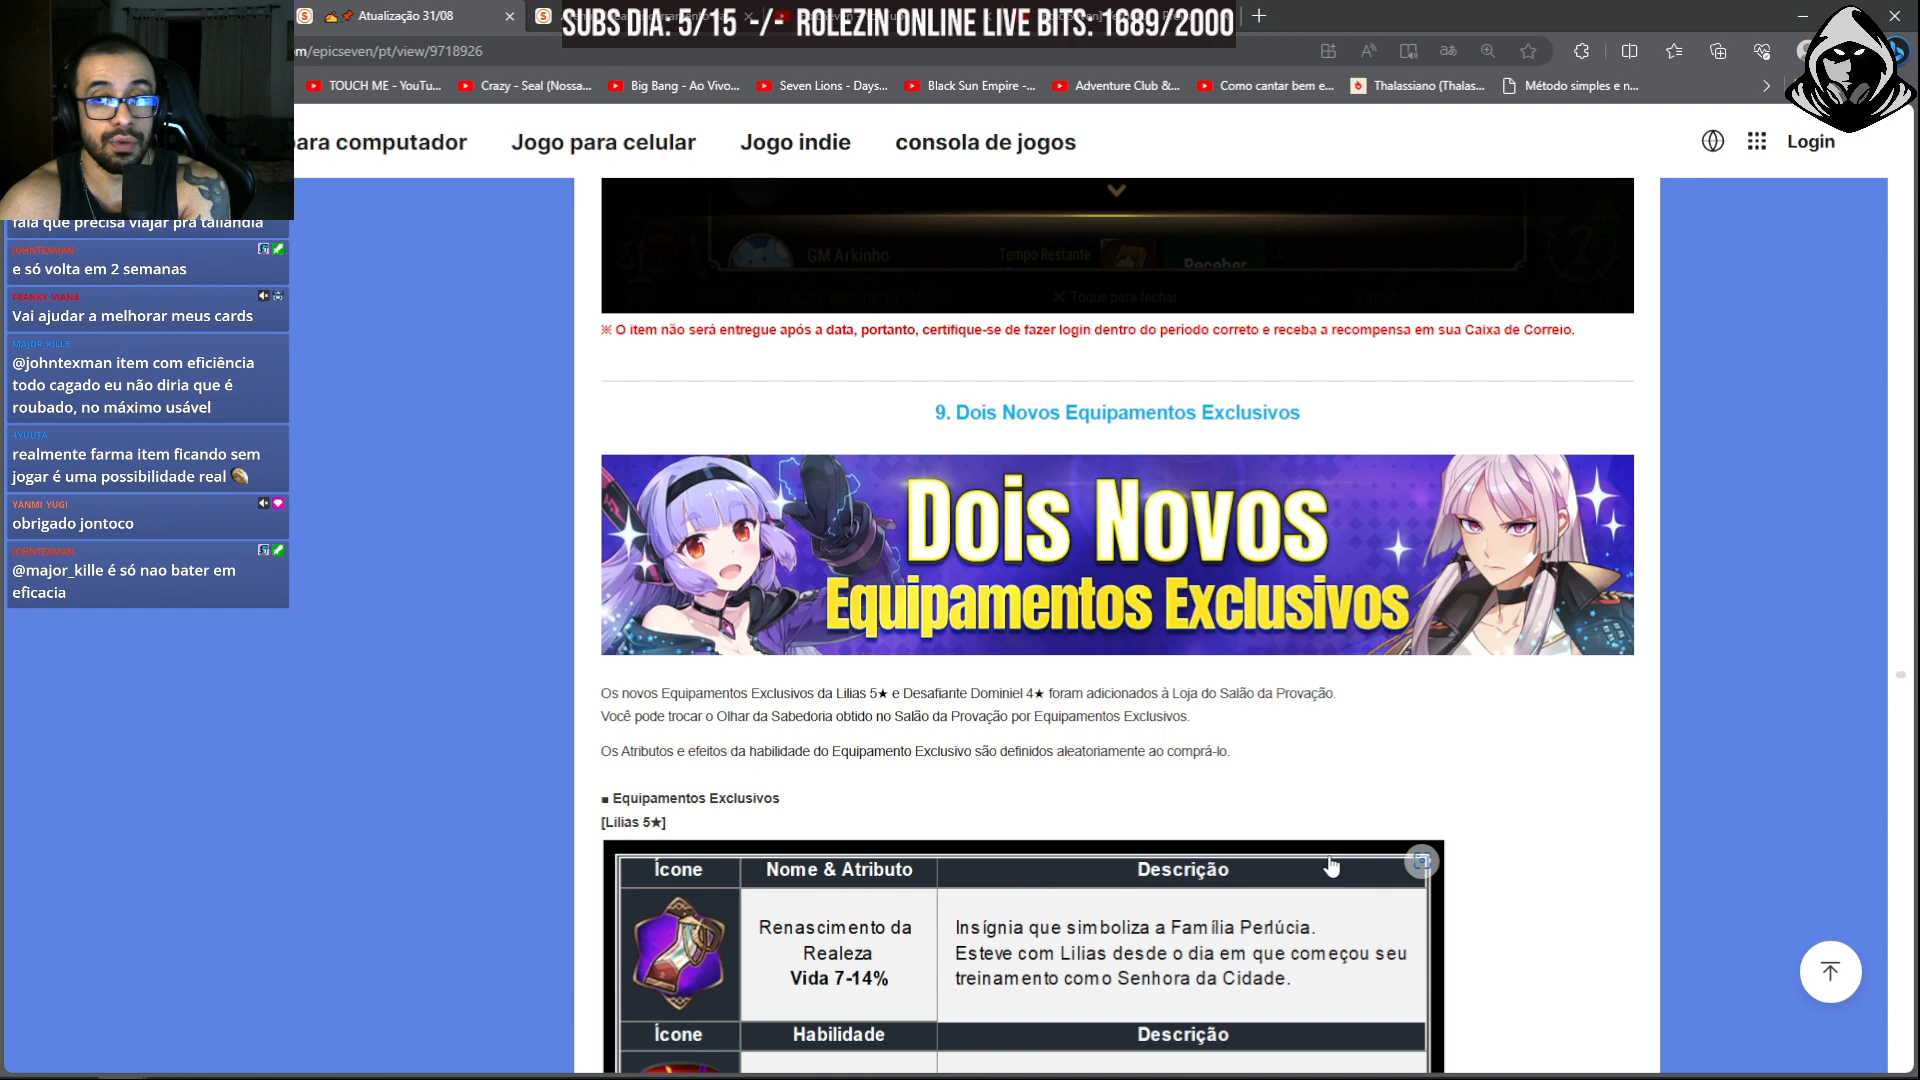 Atualização 31/08
SUBS DIA: 5/15 -/- ROLEZIN ONLINE LIVE BITS: 1689/2000
m/epicseven/pt/view/9718926
TOUCH ME - YouTu...
Crazy - Seal (Nossa...
Big Bang - Ao Vivo...
Seven Lions - Days...
Black Sun Empire -...
Adventure Club &...
Como cantar bem e...
Thalassiano (Thalas...
Método simples e n...
ara computador
Jogo para celular
Jogo indie
consola de jogos
Login
fala que precisa viajar pra tailandia
JOHNTEXMAN
e só volta em 2 semanas
FRANKY_VIANA
Vai ajudar a melhorar meus cards
MAJOR_KILLE
@johntexman item com eficiência
todo cagado eu não diria que é
roubado, no máximo usável
4YUUTA
realmente farma item ficando sem
jogar é uma possibilidade real
YANMI YUGI
obrigado jontoco
JOHNTEXMAN
@major_kille é só nao bater em
eficacia
GM Arkinho
Tempo Restante
Receber
Toque para fechar
※ O item não será entregue após a data, portanto, certifique-se de fazer login dentro do período correto e receba a recompensa em sua Caixa de Correio.
9. Dois Novos Equipamentos Exclusivos
Dois Novos
Equipamentos Exclusivos
Os novos Equipamentos Exclusivos da Lilias 5★ e Desafiante Dominiel 4★ foram adicionados à Loja do Salão da Provação.
Você pode trocar o Olhar da Sabedoria obtido no Salão da Provação por Equipamentos Exclusivos.
Os Atributos e efeitos da habilidade do Equipamento Exclusivo são definidos aleatoriamente ao comprá-lo.
■ Equipamentos Exclusivos
[Lilias 5★]
Ícone
Nome & Atributo
Descrição
Renascimento da
Realeza
Vida 7-14%
Insígnia que simboliza a Família Perlúcia.
Esteve com Lilias desde o dia em que começou seu
treinamento como Senhora da Cidade.
Ícone
Habilidade
Descrição